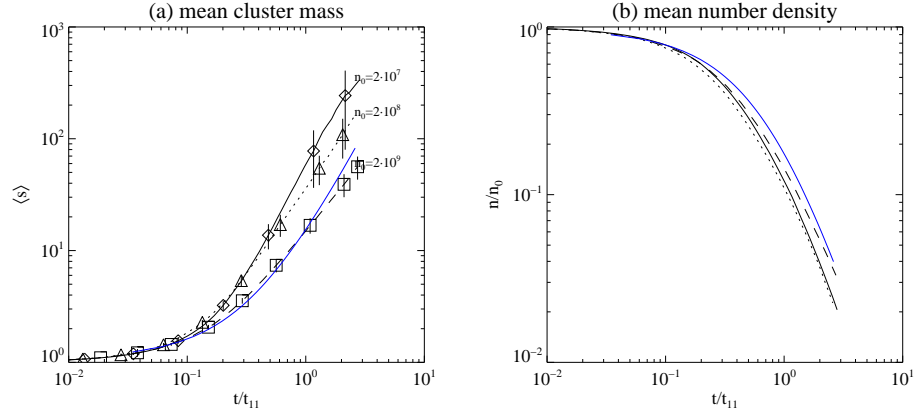 (a) mean cluster mass
10³
n₀=2·10⁷
n₀=2·10⁸
10²
n₀=2·10⁹
⟨s⟩
10¹
10⁰
10⁻² 10⁻¹ 10⁰ 10¹
t/t₁₁
(b) mean number density
10⁰
n/n₀
10⁻¹
10⁻²
10⁻² 10⁻¹ 10⁰ 10¹
t/t₁₁